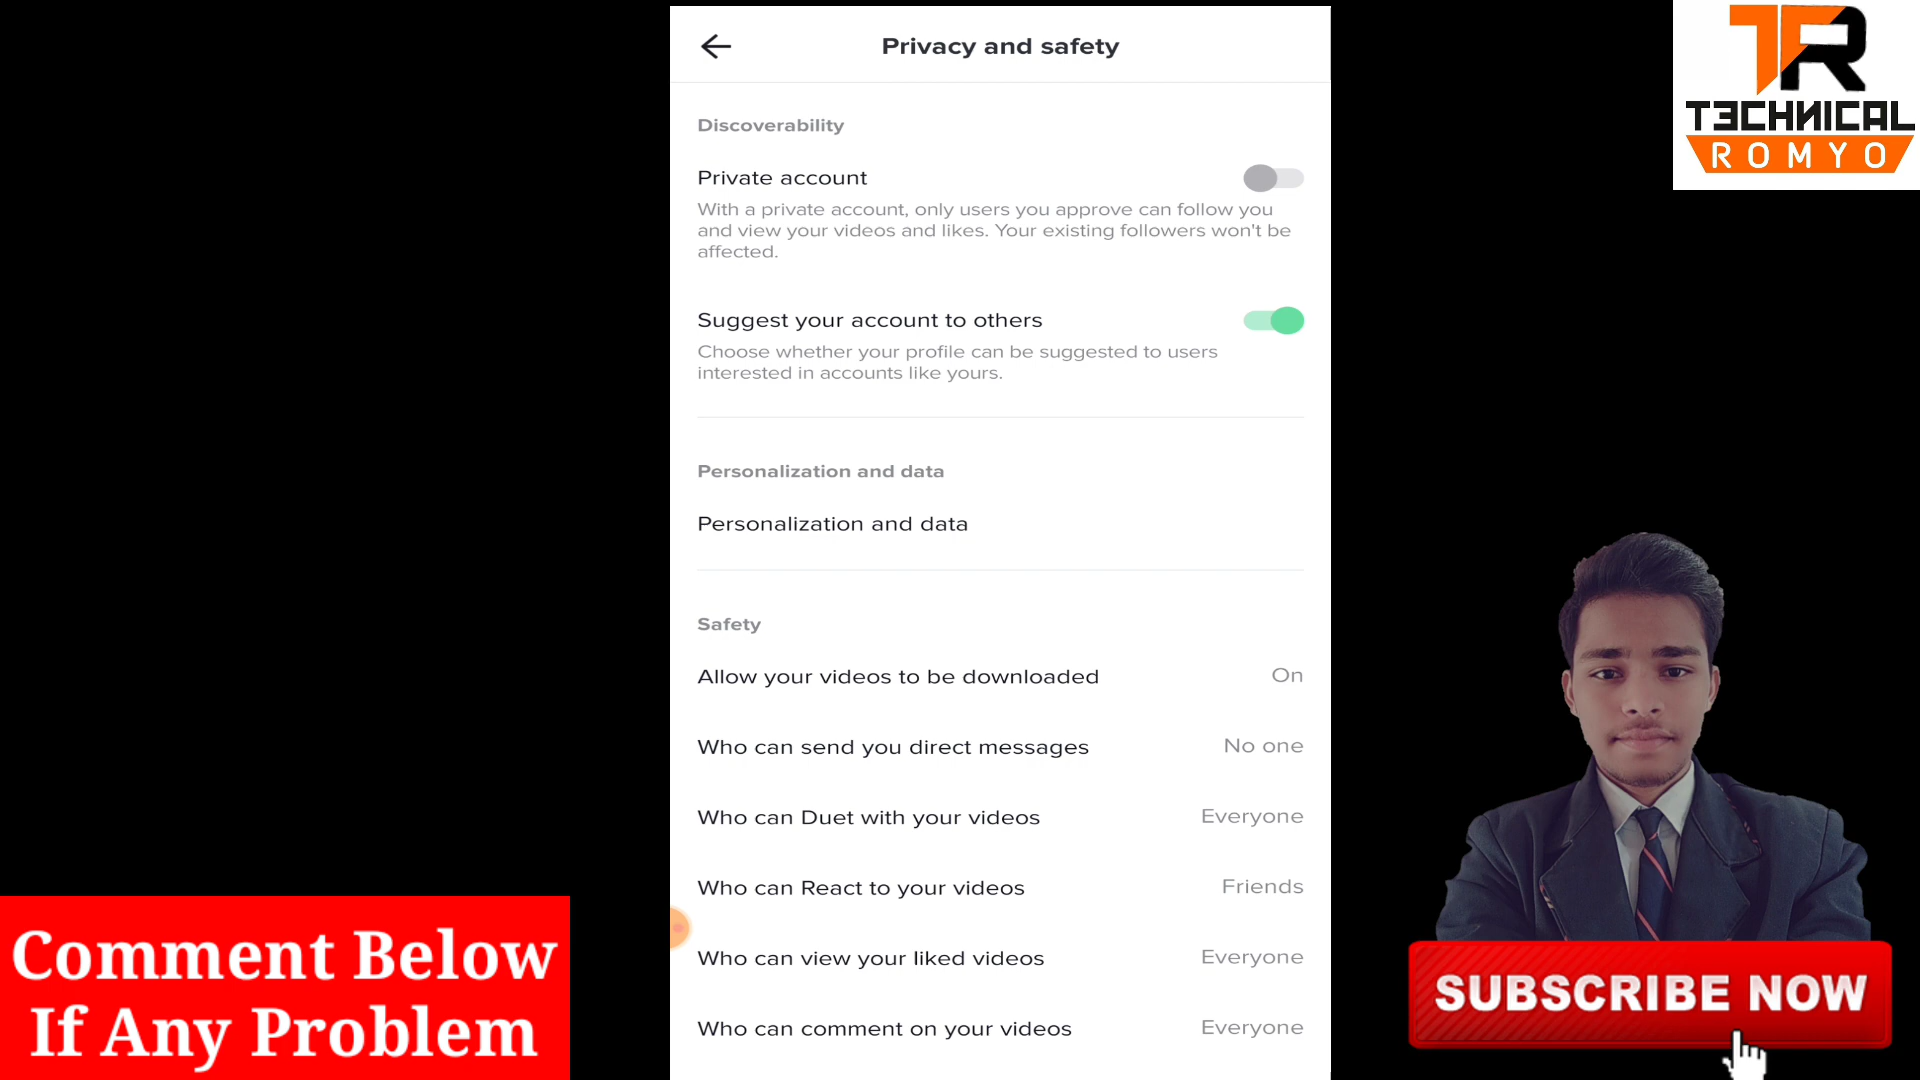 Privacy and safety
Discoverability
Private account
With a private account, only users you approve can follow you
and view your videos and likes. Your existing followers won't be
affected.
Suggest your account to others
Choose whether your profile can be suggested to users
interested in accounts like yours.
Personalization and data
Personalization and data
Safety
Allow your videos to be downloaded On
Who can send you direct messages No one
Who can Duet with your videos Everyone
Who can React to your videos Friends
Who can view your liked videos Everyone
Who can comment on your videos Everyone
TR
TECHNICAL
ROMYO
Comment Below
If Any Problem
SUBSCRIBE NOW